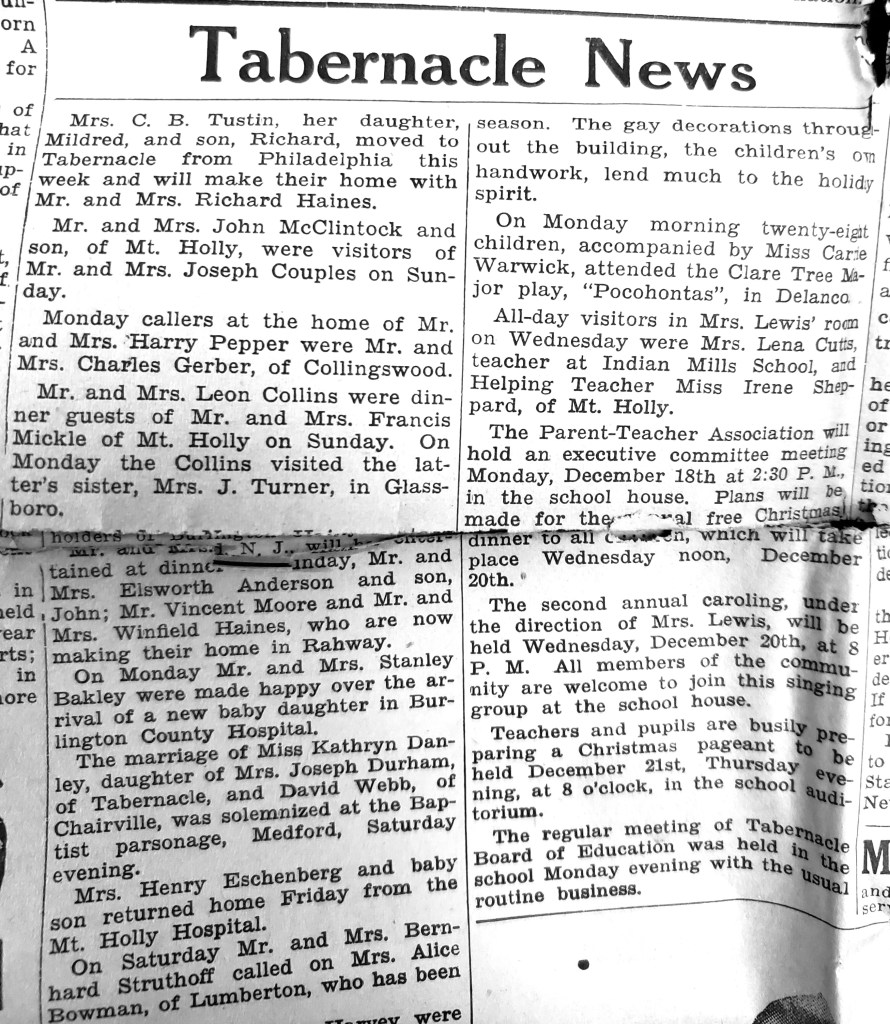 Tabernacle News
Mrs. C. B. Tustin, her daughter,
Mildred, and son, Richard, moved to
Tabernacle from Philadelphia this
week and will make their home with
Mr. and Mrs. Richard Haines.
Mr. and Mrs. John McClintock and
son, of Mt. Holly, were visitors of
Mr. and Mrs. Joseph Couples on Sun-
day.
Monday callers at the home of Mr.
and Mrs. Harry Pepper were Mr. and
Mrs. Charles Gerber, of Collingswood.
Mr. and Mrs. Leon Collins were din-
ner guests of Mr. and Mrs. Francis
Mickle of Mt. Holly on Sunday. On
Monday the Collins visited the lat-
ter's sister, Mrs. J. Turner, in Glass-
boro.
holders of
Mr. and N. J., will
tained at Mr. and
Mrs. Elsworth Anderson and son,
John; Mr. Vincent Moore and Mr. and
Mrs. Winfield Haines, who are now
making their home in Rahway.
On Monday Mr. and Mrs. Stanley
Bakley were made happy over the ar-
rival of a new baby daughter in Bur-
lington County Hospital.
The marriage of Miss Kathryn Dan-
ley, daughter of Mrs. Joseph Durham,
of Tabernacle, and David Webb, of
Chairville, was solemnized at the Bap-
tist parsonage, Medford, Saturday
evening.
Mrs. Henry Eschenberg and baby
son returned home Friday from the
Mt. Holly Hospital.
On Saturday Mr. and Mrs. Bern-
hard Struthoff called on Mrs. Alice
Bowman, of Lumberton, who has been
were
season. The gay decorations throug-
out the building, the children's
handwork, lend much to the
spirit.
On Monday morning twenty-eight
children, accompanied by Miss Carrie
Warwick, attended the Clare Tree Ma-
jor play, "Pocohontas", in Delanco.
All-day visitors in Mrs. Lewis' room
on Wednesday were Mrs. Lena Cutts,
teacher at Indian Mills School, and
Helping Teacher Miss Irene Shep-
pard, of Mt. Holly.
The Parent-Teacher Association will
hold an executive committee meeting
Monday, December 18th at 2:30 P. M.,
in the school house. Plans will be
made for the free Christmas
dinner to all which will take
place Wednesday noon, December
20th.
The second annual caroling, under
the direction of Mrs. Lewis, will be
held Wednesday, December 20th, at 8
P. M. All members of the commu-
nity are welcome to join this singing
group at the school house.
Teachers and pupils are busily pre-
paring a Christmas pageant to be
held December 21st, Thursday eve-
ning, at 8 o'clock, in the school audi-
torium.
The regular meeting of Tabernacle
Board of Education was held in the
school Monday evening with the usual
routine business.